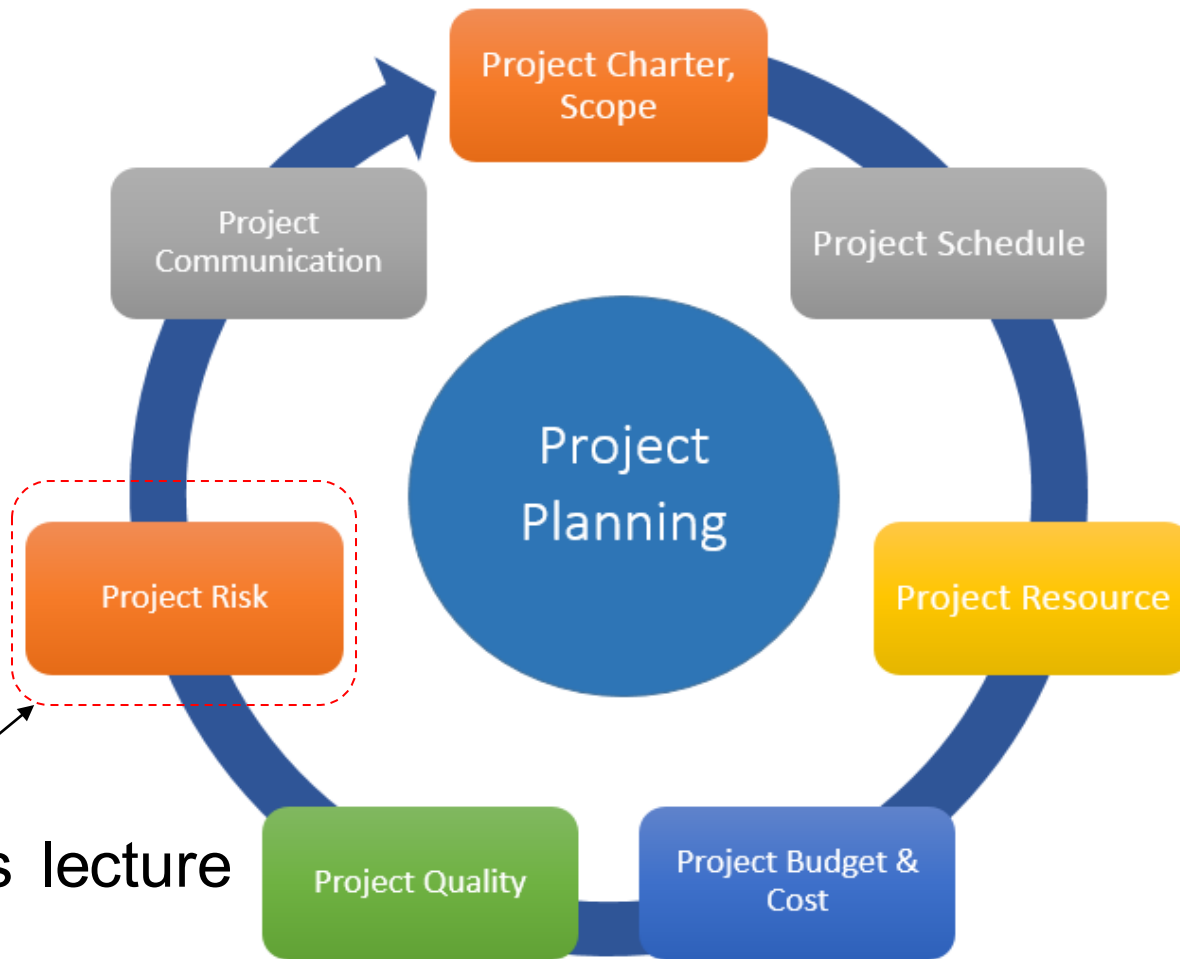 Project Charter,
Scope
Project Schedule
Project Resource
Project Budget &
Cost
Project Quality
Project Risk
Project
Communication
Project
Planning
lecture